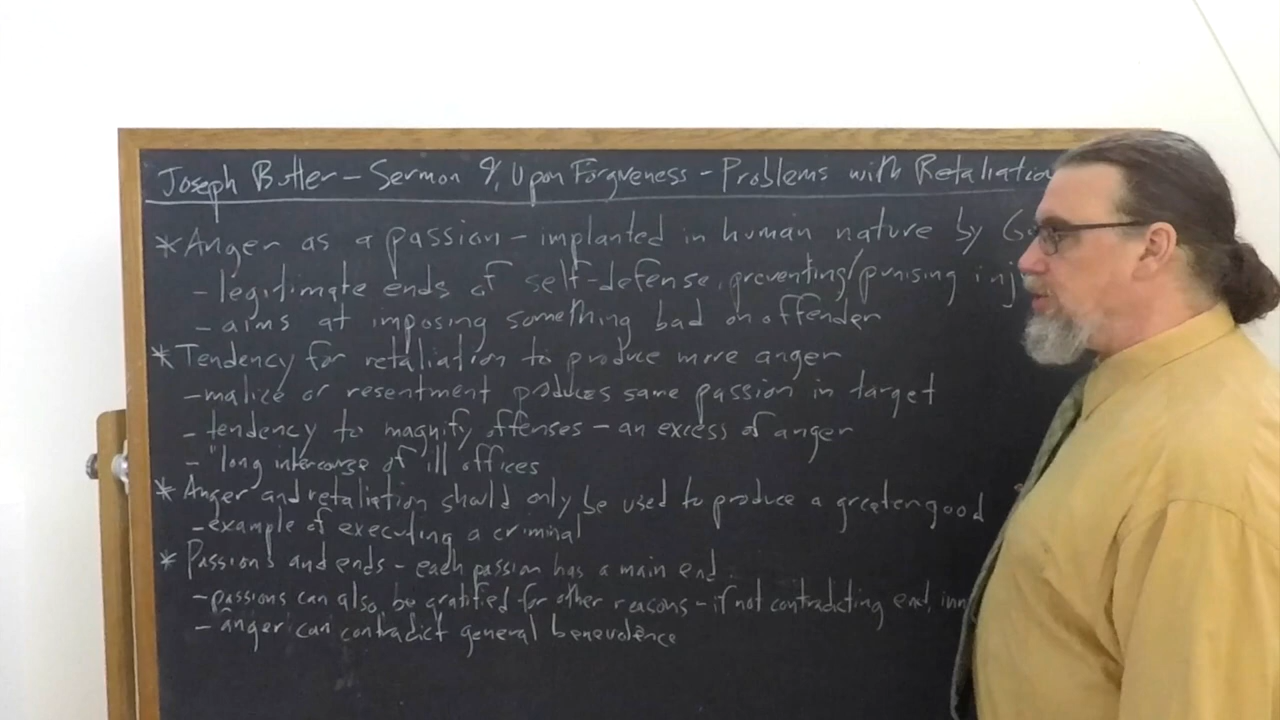 Joseph Butler - Sermon 9, Upon Forgiveness - Problems with Retaliation
* Anger as a passion - implanted in human nature by Go
- legitimate ends of self-defense, preventing/punising inj
- aims at imposing something bad on offender
* Tendency for retaliation to produce more anger
- malice or resentment produces same passion in target
- tendency to magnify offenses - an excess of anger
- "long intercourse of ill offices
* Anger and retaliation should only be used to produce a greater good
- example of executing a criminal
* Passions and ends - each passion has a main end
- passions can also be gratified for other reasons - if not contradicting end, inn
- anger can contradict general benevolence